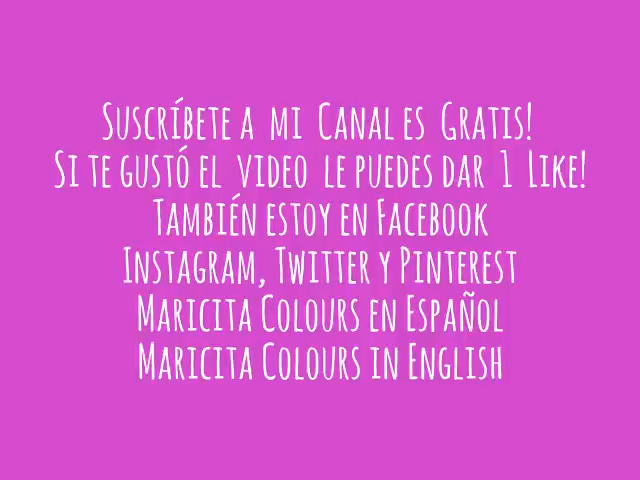 Suscríbete a mi Canal es Gratis!
Si te gustó el video le puedes dar 1 Like!
También estoy en Facebook
Instagram, Twitter y Pinterest
Maricita Colours en Español
Maricita Colours in English